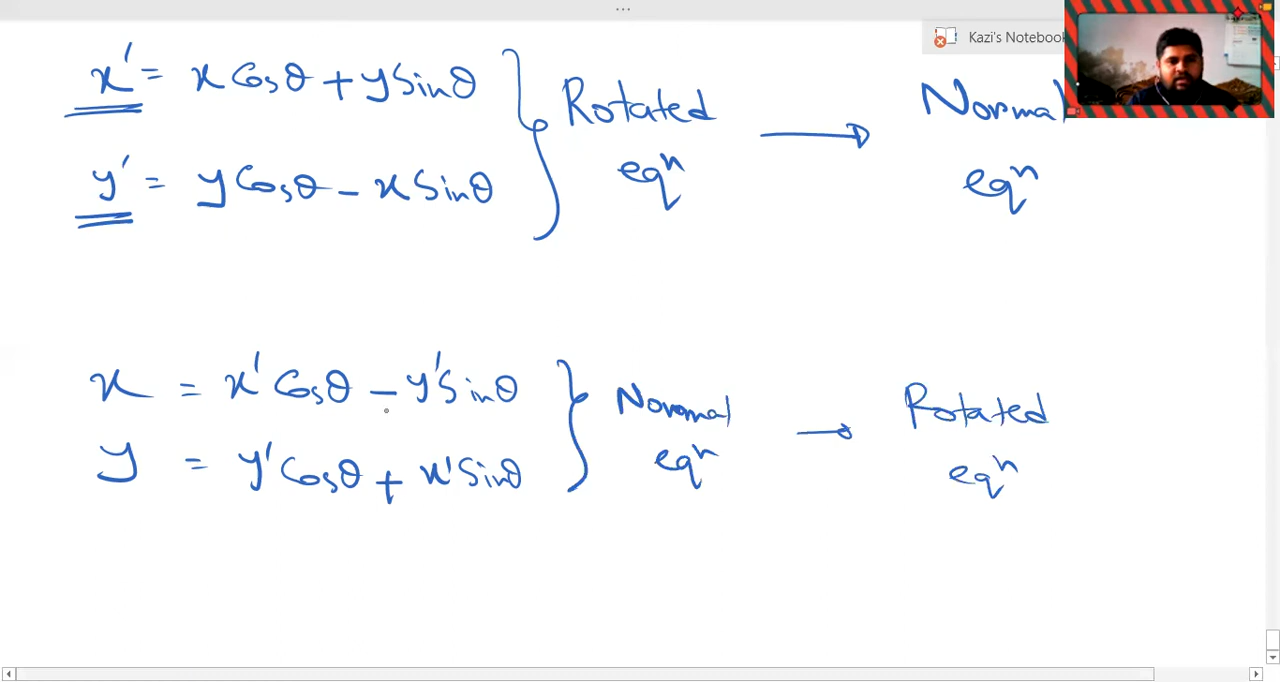 Kazi's Notebook
x' = x Cosθ + y Sinθ } Rotated eqⁿ → Normal eqⁿ
y' = y Cosθ - x Sinθ
x = x' Cosθ - y' Sinθ } Normal eqⁿ → Rotated eqⁿ
y = y' Cosθ + x' Sinθ